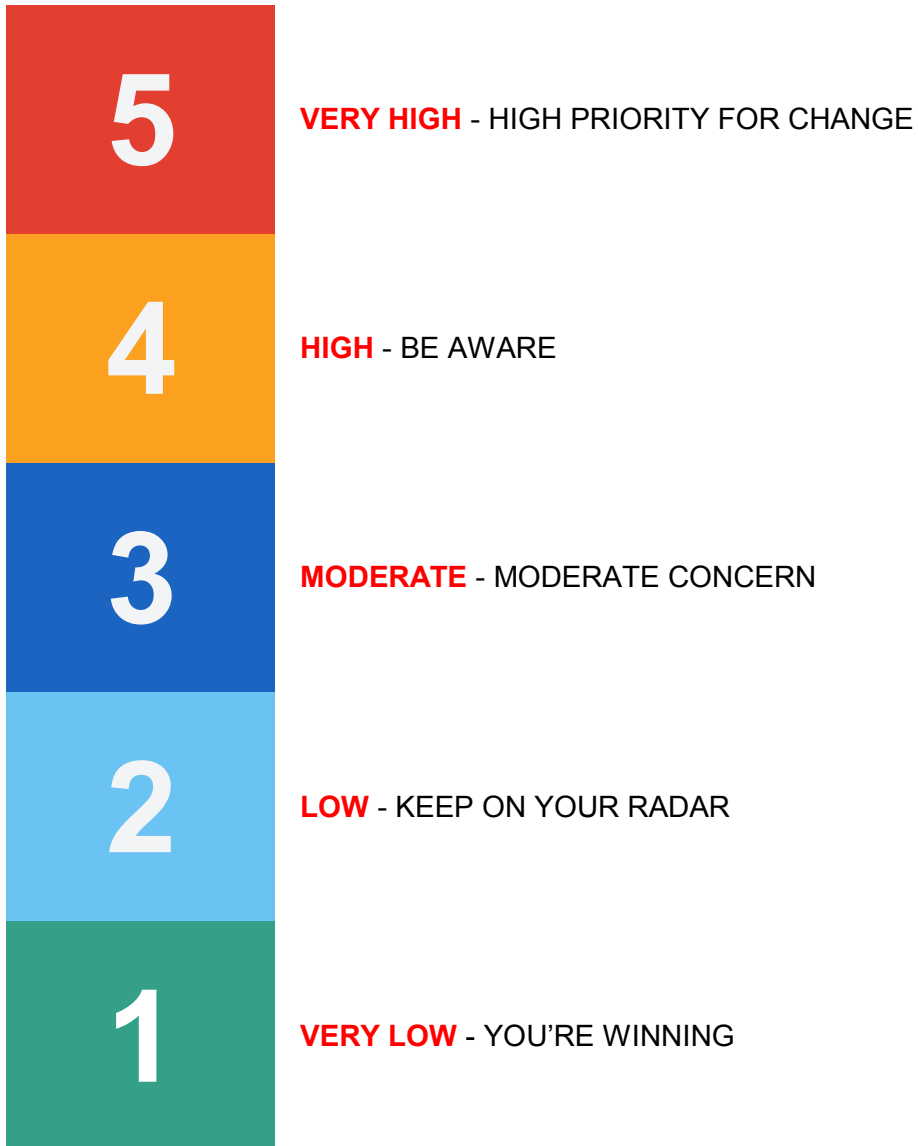 5
VERY HIGH - HIGH PRIORITY FOR CHANGE
4
HIGH - BE AWARE
3
MODERATE - MODERATE CONCERN
2
LOW - KEEP ON YOUR RADAR
1
VERY LOW - YOU’RE WINNING